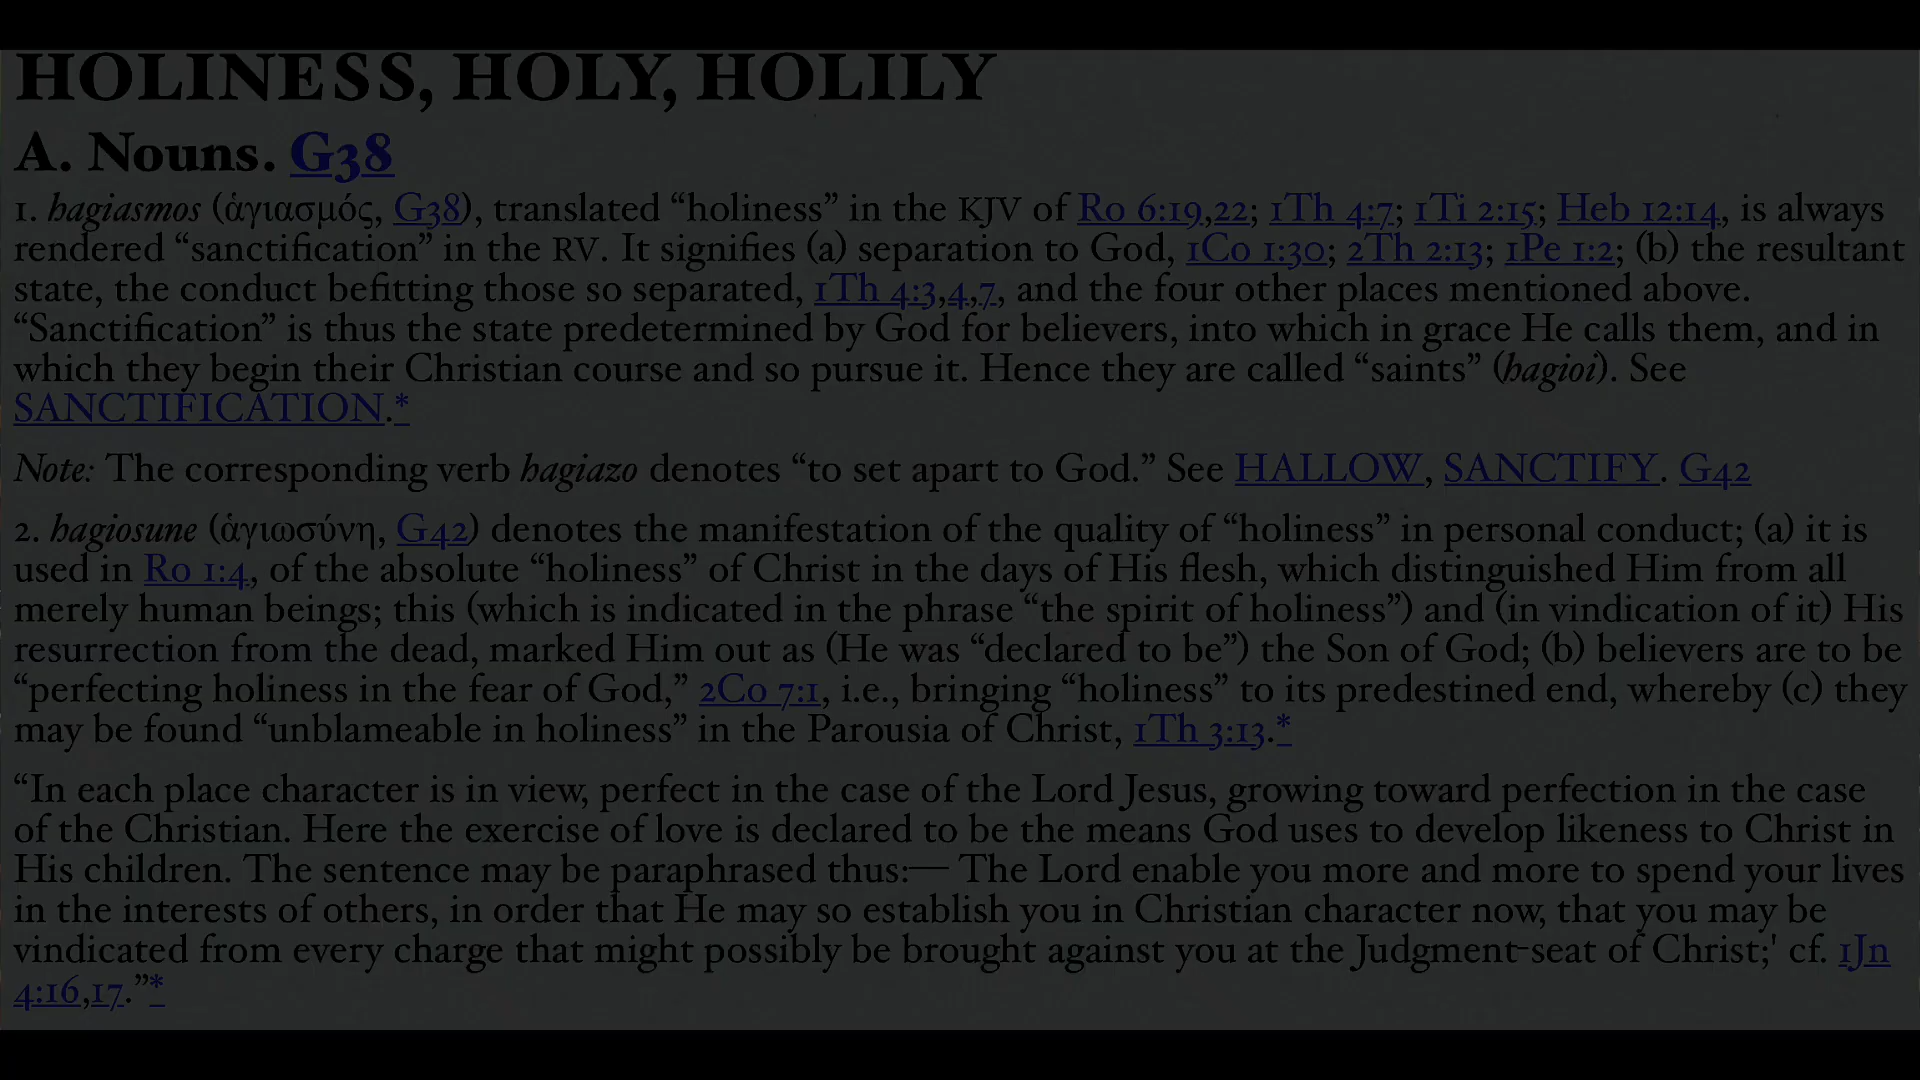 HOLINESS, HOLY, HOLILY
A. Nouns. G38
1. hagiasmos (ἁγιασμός, G38), translated “holiness” in the KJV of Ro 6:19,22; 1Th 4:7; 1Ti 2:15; Heb 12:14, is always
rendered “sanctification” in the RV. It signifies (a) separation to God, 1Co 1:30; 2Th 2:13; 1Pe 1:2; (b) the resultant
state, the conduct befitting those so separated, 1Th 4:3,4,7, and the four other places mentioned above.
“Sanctification” is thus the state predetermined by God for believers, into which in grace He calls them, and in
which they begin their Christian course and so pursue it. Hence they are called “saints” (hagioi). See
SANCTIFICATION.*
Note: The corresponding verb hagiazo denotes “to set apart to God.” See HALLOW, SANCTIFY. G42
2. hagiosune (ἁγιωσύνη, G42) denotes the manifestation of the quality of “holiness” in personal conduct; (a) it is
used in Ro 1:4, of the absolute “holiness” of Christ in the days of His flesh, which distinguished Him from all
merely human beings; this (which is indicated in the phrase “the spirit of holiness”) and (in vindication of it) His
resurrection from the dead, marked Him out as (He was “declared to be”) the Son of God; (b) believers are to be
“perfecting holiness in the fear of God,” 2Co 7:1, i.e., bringing “holiness” to its predestined end, whereby (c) they
may be found “unblameable in holiness” in the Parousia of Christ, 1Th 3:13.*
“In each place character is in view, perfect in the case of the Lord Jesus, growing toward perfection in the case
of the Christian. Here the exercise of love is declared to be the means God uses to develop likeness to Christ in
His children. The sentence may be paraphrased thus:— The Lord enable you more and more to spend your lives
in the interests of others, in order that He may so establish you in Christian character now, that you may be
vindicated from every charge that might possibly be brought against you at the Judgment-seat of Christ;' cf. 1Jn
4:16,17.”*